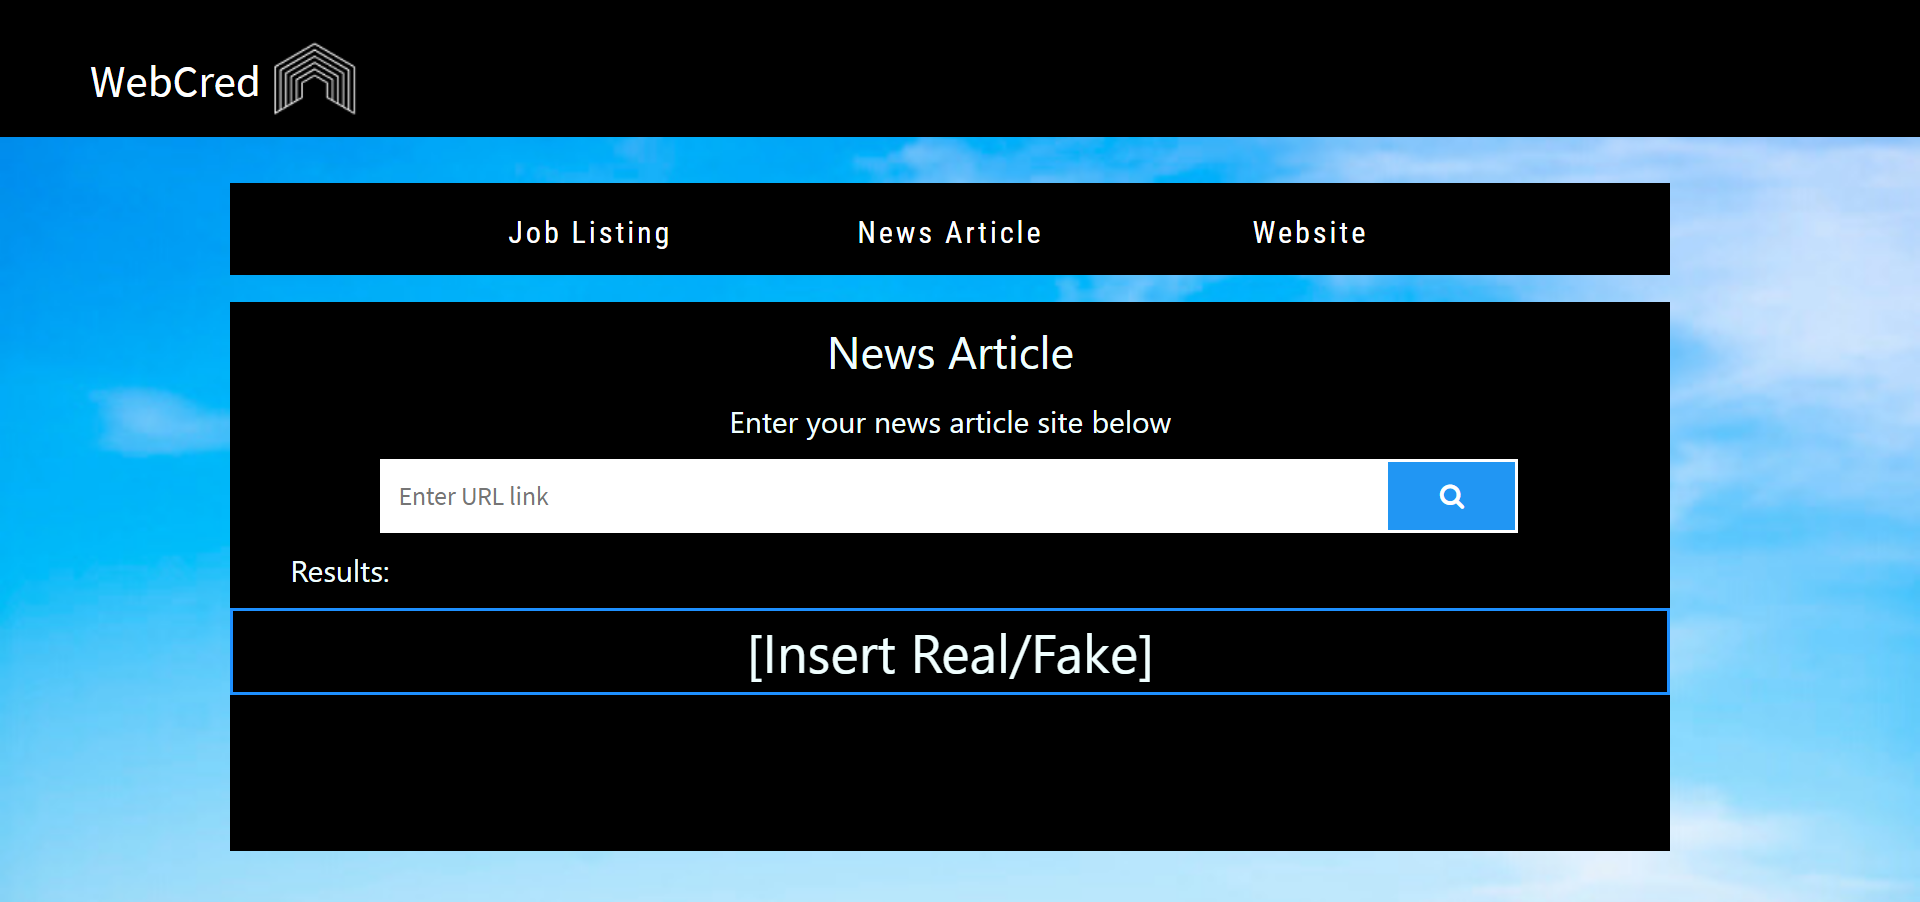 WebCred
Job Listing News Article Website
News Article
Enter your news article site below
Enter URL link
Results:
[Insert Real/Fake]